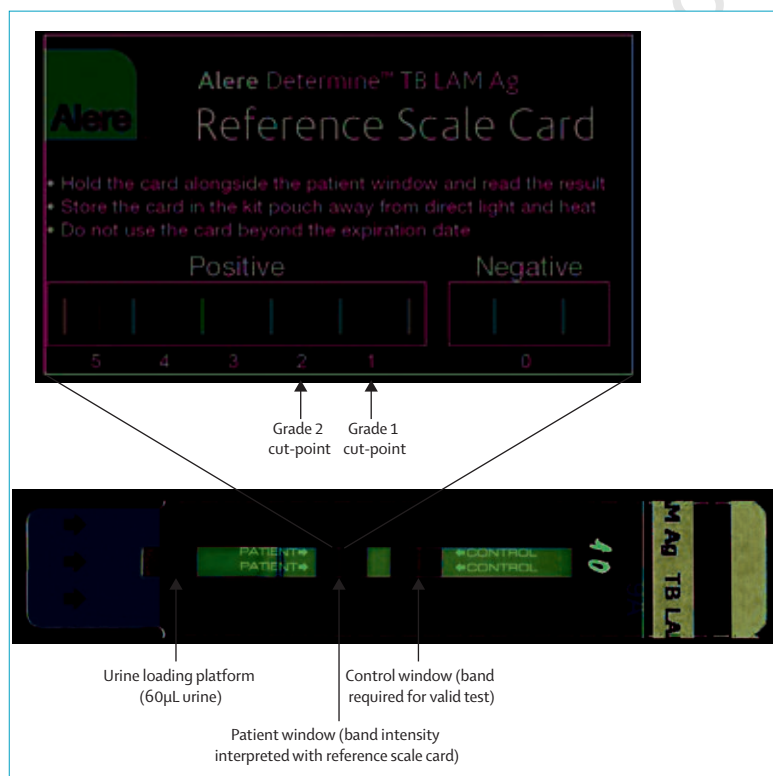 Alere
Alere Determine™ TB LAM Ag
Reference Scale Card
• Hold the card alongside the patient window and read the result
• Store the card in the kit pouch away from direct light and heat
• Do not use the card beyond the expiration date
Positive Negative
5 4 3 2 1 0
Grade 2 cut-point
Grade 1 cut-point
PATIENT➡ ⬅CONTROL
PATIENT➡ ⬅CONTROL
40
M Ag TB LA
Urine loading platform
(60µL urine)
Control window (band
required for valid test)
Patient window (band intensity
interpreted with reference scale card)